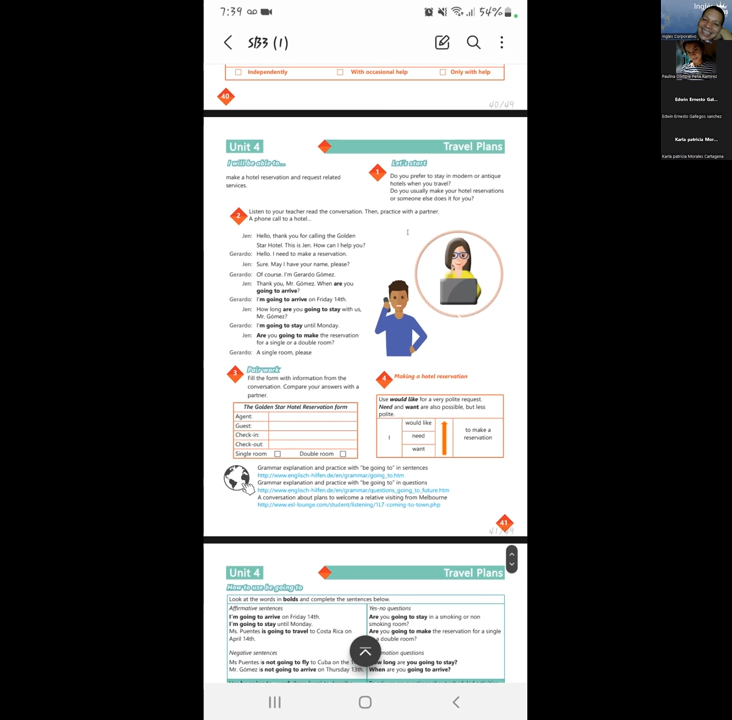 7:39
54%
SB3 (1)
Independently
With occasional help
Only with help
40
40/49
Unit 4
Travel Plans
I will be able to...
make a hotel reservation and request related
services.
1
Let's start
Do you prefer to stay in modern or antique
hotels when you travel?
Do you usually make your hotel reservations
or someone else does it for you?
2
Listen to your teacher read the conversation. Then, practice with a partner.
A phone call to a hotel...
Jen: Hello, thank you for calling the Golden
Star Hotel. This is Jen. How can I help you?
Gerardo: Hello. I need to make a reservation.
Jen: Sure. May I have your name, please?
Gerardo: Of course. I'm Gerardo Gómez.
Jen: Thank you, Mr. Gómez. When are you
going to arrive?
Gerardo: I'm going to arrive on Friday 14th.
Jen: How long are you going to stay with us,
Mr. Gómez?
Gerardo: I'm going to stay until Monday.
Jen: Are you going to make the reservation
for a single or a double room?
Gerardo: A single room, please
3
Pair work
Fill the form with information from the
conversation. Compare your answers with a
partner.
The Golden Star Hotel Reservation form
Agent:
Guest:
Check-in:
Check-out:
Single room
Double room
4
Making a hotel reservation
Use would like for a very polite request.
Need and want are also possible, but less
polite.
I
would like
need
want
to make a
reservation
Grammar explanation and practice with "be going to" in sentences
http://www.englisch-hilfen.de/en/grammar/going_to.htm
Grammar explanation and practice with "be going to" in questions
http://www.englisch-hilfen.de/en/grammar/questions_going_to_future.htm
A conversation about plans to welcome a relative visiting from Melbourne
http://www.esl-lounge.com/student/listening/1L7-coming-to-town.php
41
41/49
Unit 4
Travel Plans
How to use be going to
Look at the words in bolds and complete the sentences below.
Affirmative sentences
I'm going to arrive on Friday 14th.
I'm going to stay until Monday.
Ms. Puentes is going to travel to Costa Rica on
April 14th.
Negative sentences
Ms Puentes is not going to fly to Cuba on the
Mr. Gómez is not going to arrive on Thursday 13th.
Yes-no questions
Are you going to stay in a smoking or non
smoking room?
Are you going to make the reservation for a single
double room?
questions
long are you going to stay?
When are you going to arrive?
Inglés Corporativo
Edwin Ernesto Gal...
Edwin Ernesto Gallegos sanchez
Karla patricia Mor...
Karla patricia Morales Cartagena